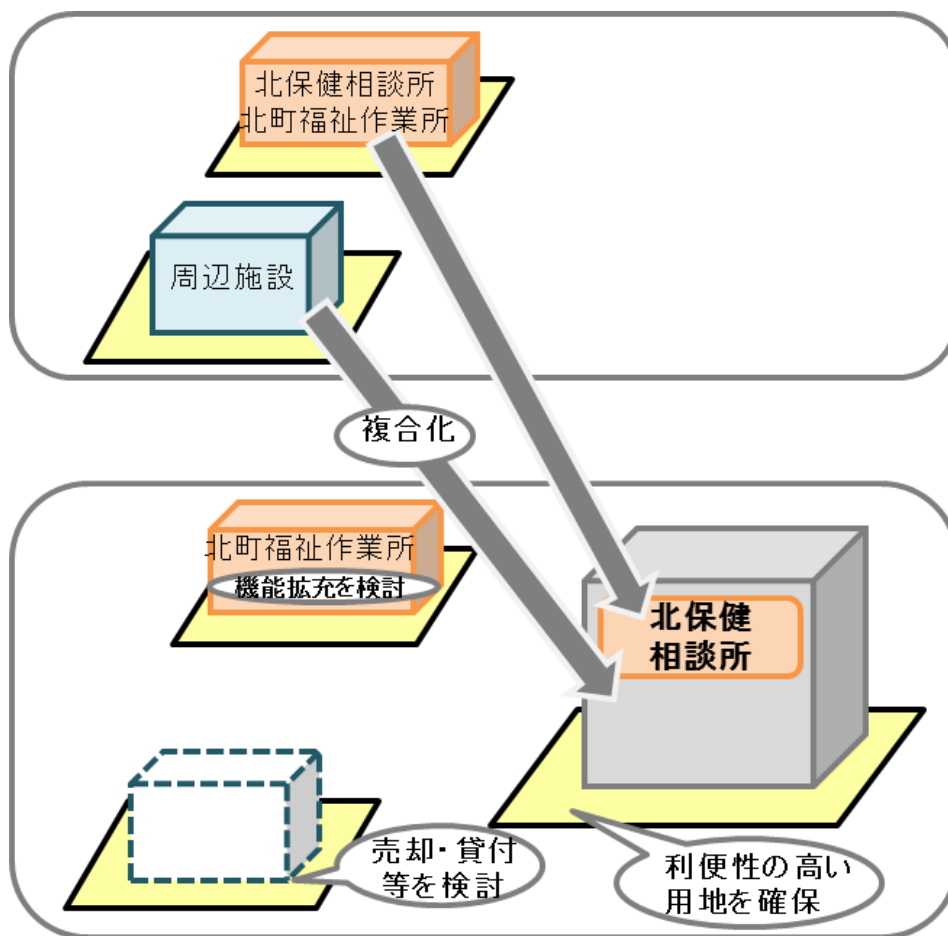 北保健相談所
北町福祉作業所
周辺施設
複合化
北町福祉作業所
機能拡充を検討
北保健
相談所
売却・貸付
等を検討
利便性の高い
用地を確保